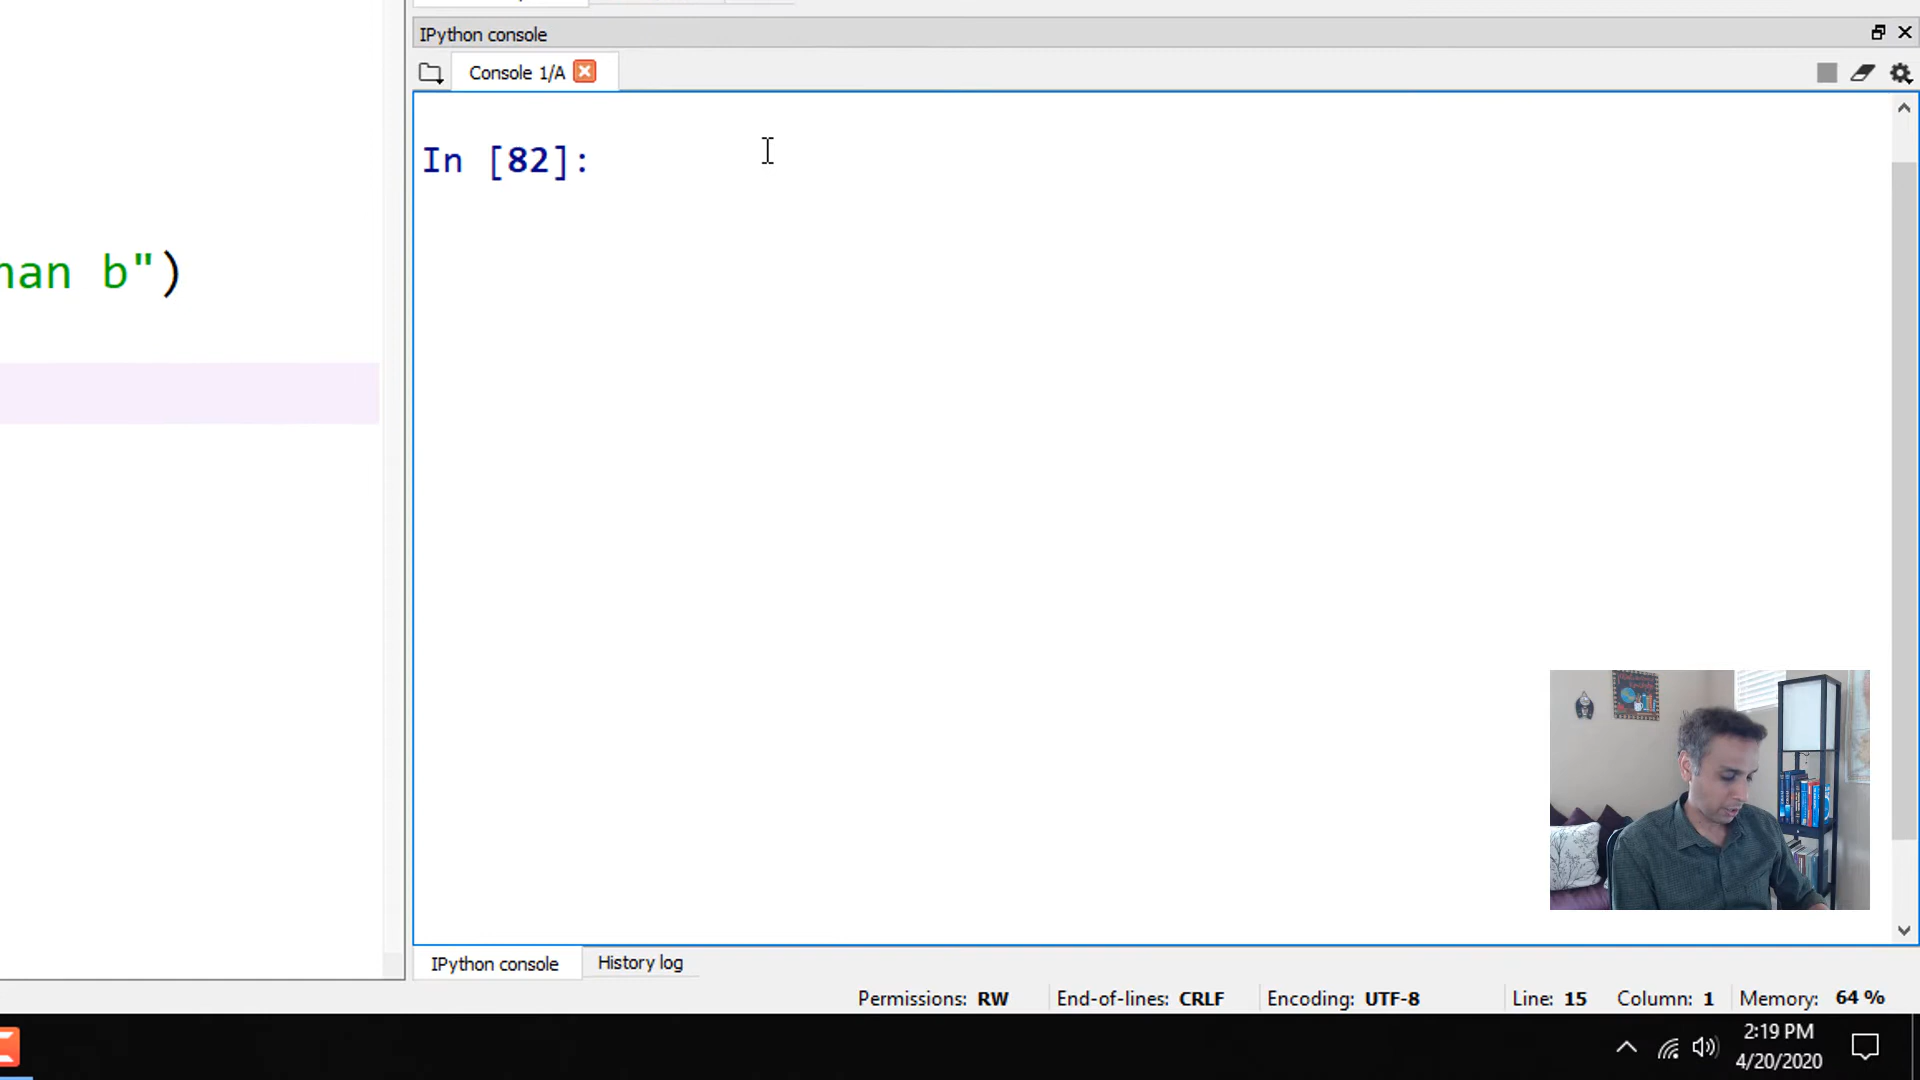 IPython console
Console 1/A
In [82]:
han b")
IPython console
History log
Permissions: RW
End-of-lines: CRLF
Encoding: UTF-8
Line: 15
Column: 1
Memory: 64 %
2:19 PM
4/20/2020